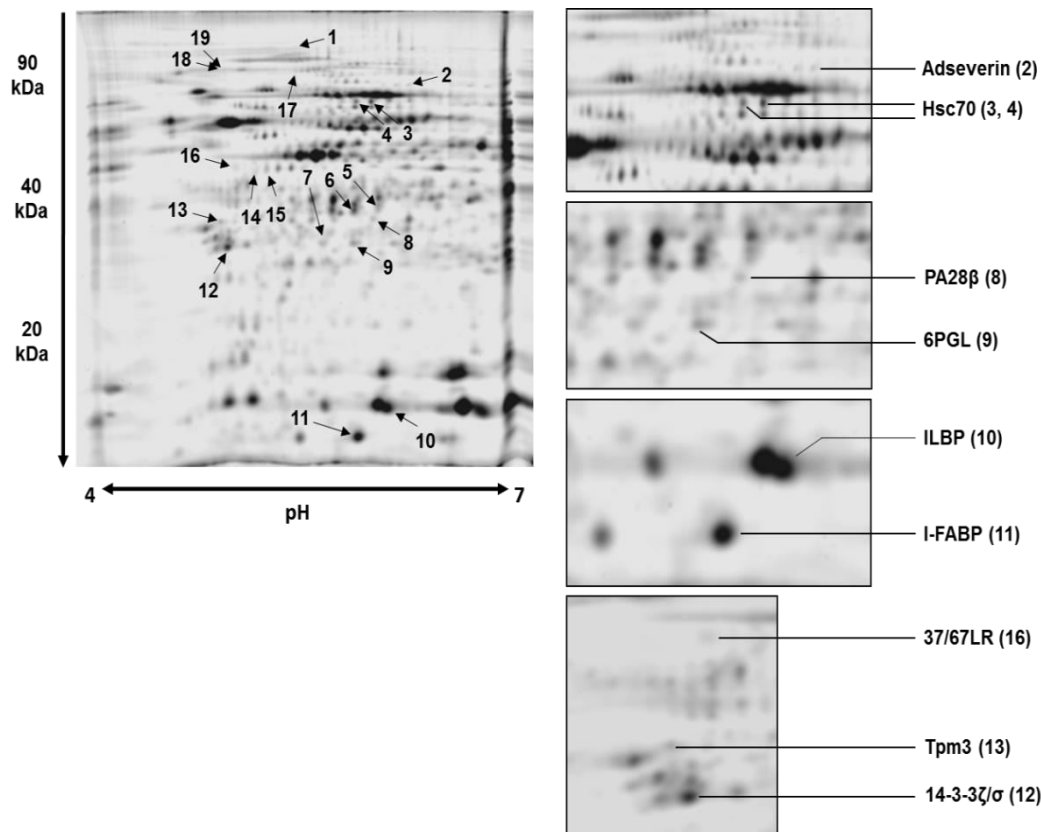 90
kDa
40
kDa
20
kDa
19
18
1
2
17
4
3
16
7
6
5
13
14
15
8
9
12
11
10
4
7
pH
Adseverin (2)
Hsc70 (3, 4)
PA28β (8)
6PGL (9)
ILBP (10)
I-FABP (11)
37/67LR (16)
Tpm3 (13)
14-3-3ζ/σ (12)